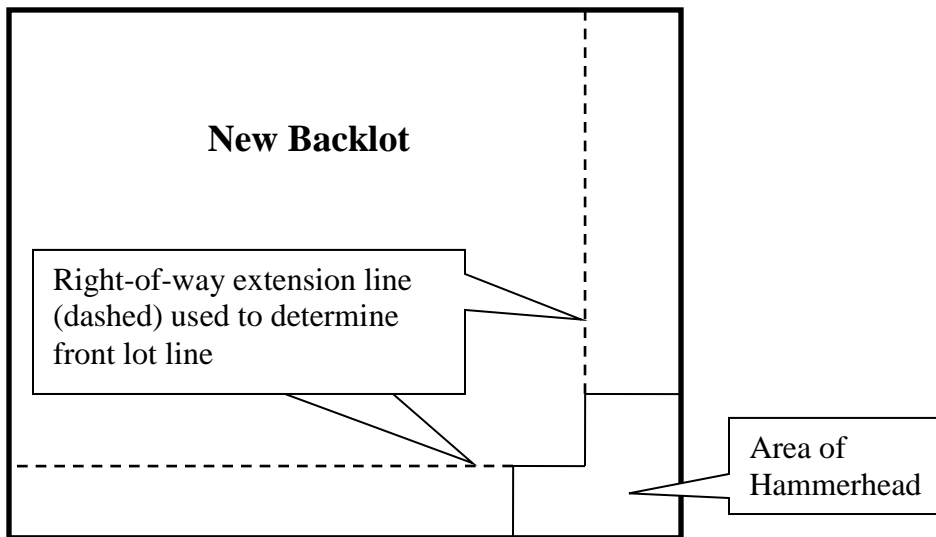 New Backlot
Right-of-way extension line
(dashed) used to determine
front lot line
Area of
Hammerhead